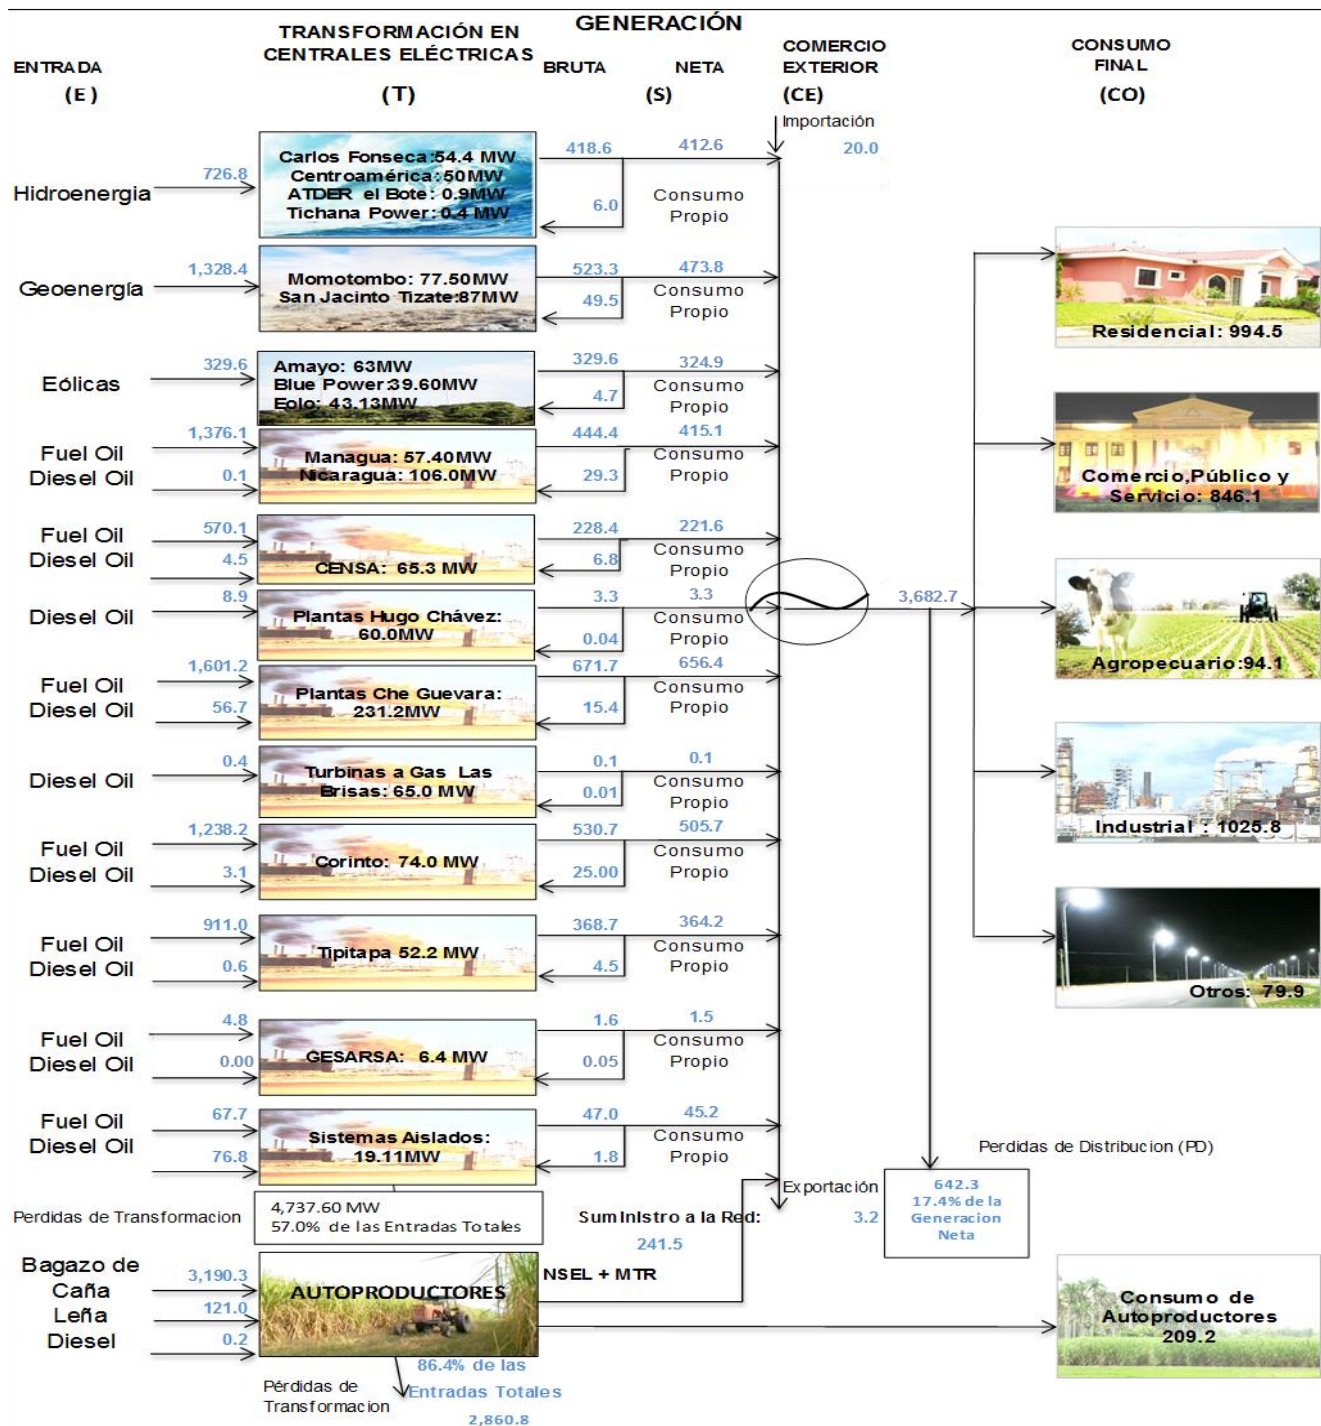 GENERACIÓN
TRANSFORMACIÓN EN
CENTRALES ELÉCTRICAS
ENTRADA
BRUTA
NETA
COMERCIO
EXTERIOR
CONSUMO
FINAL
(E )
(T)
(S)
(CE)
(CO)
Importación
20.0
Hidroenergia
726.8
Carlos Fonseca:54.4 MW
Centroamérica:50MW
ATDER el Bote: 0.9MW
Tichana Power:0.4 MW
418.6
412.6
6.0
Consumo
Propio
Geoenergía
1,328.4
Momotombo: 77.50MW
San Jacinto Tizate:87MW
523.3
473.8
49.5
Consumo
Propio
Residencial: 994.5
Eólicas
329.6
Amayo: 63MW
Blue Power:39.60MW
Eolo: 43.13MW
329.6
324.9
4.7
Consumo
Propio
Fuel Oil
Diesel Oil
1,376.1
0.1
Managua: 57.40MW
Nicaragua: 106.0MW
444.4
415.1
29.3
Consumo
Propio
Comercio,Público y
Servicio: 846.1
Fuel Oil
Diesel Oil
570.1
4.5
CENSA: 65.3 MW
228.4
221.6
6.8
Consumo
Propio
Diesel Oil
8.9
Plantas Hugo Chávez:
60.0MW
3.3
3.3
0.04
Consumo
Propio
3,682.7
Agropecuario:94.1
Fuel Oil
Diesel Oil
1,601.2
56.7
Plantas Che Guevara:
231.2MW
671.7
656.4
15.4
Consumo
Propio
Diesel Oil
0.4
Turbinas a Gas Las
Brisas: 65.0 MW
0.1
0.1
0.01
Consumo
Propio
Industrial : 1025.8
Fuel Oil
Diesel Oil
1,238.2
3.1
Corinto: 74.0 MW
530.7
505.7
25.00
Consumo
Propio
Fuel Oil
Diesel Oil
911.0
0.6
Tipitapa 52.2 MW
368.7
364.2
4.5
Consumo
Propio
Otros: 79.9
Fuel Oil
Diesel Oil
4.8
0.00
GESARSA: 6.4 MW
1.6
1.5
0.05
Consumo
Propio
Fuel Oil
Diesel Oil
67.7
76.8
Sistemas Aislados:
19.11MW
47.0
45.2
1.8
Consumo
Propio
Perdidas de Distribucion (PD)
642.3
17.4% de la
Generacion
Neta
Perdidas de Transformacion
4,737.60 MW
57.0% de las Entradas Totales
Exportación
3.2
SumInistro a la Red:
241.5
NSEL + MTR
Bagazo de
Caña
Leña
Diesel
3,190.3
121.0
0.2
AUTOPRODUCTORES
Consumo de
Autoproductores
209.2
Pérdidas de
Transformacion
86.4% de las
Entradas Totales
2,860.8